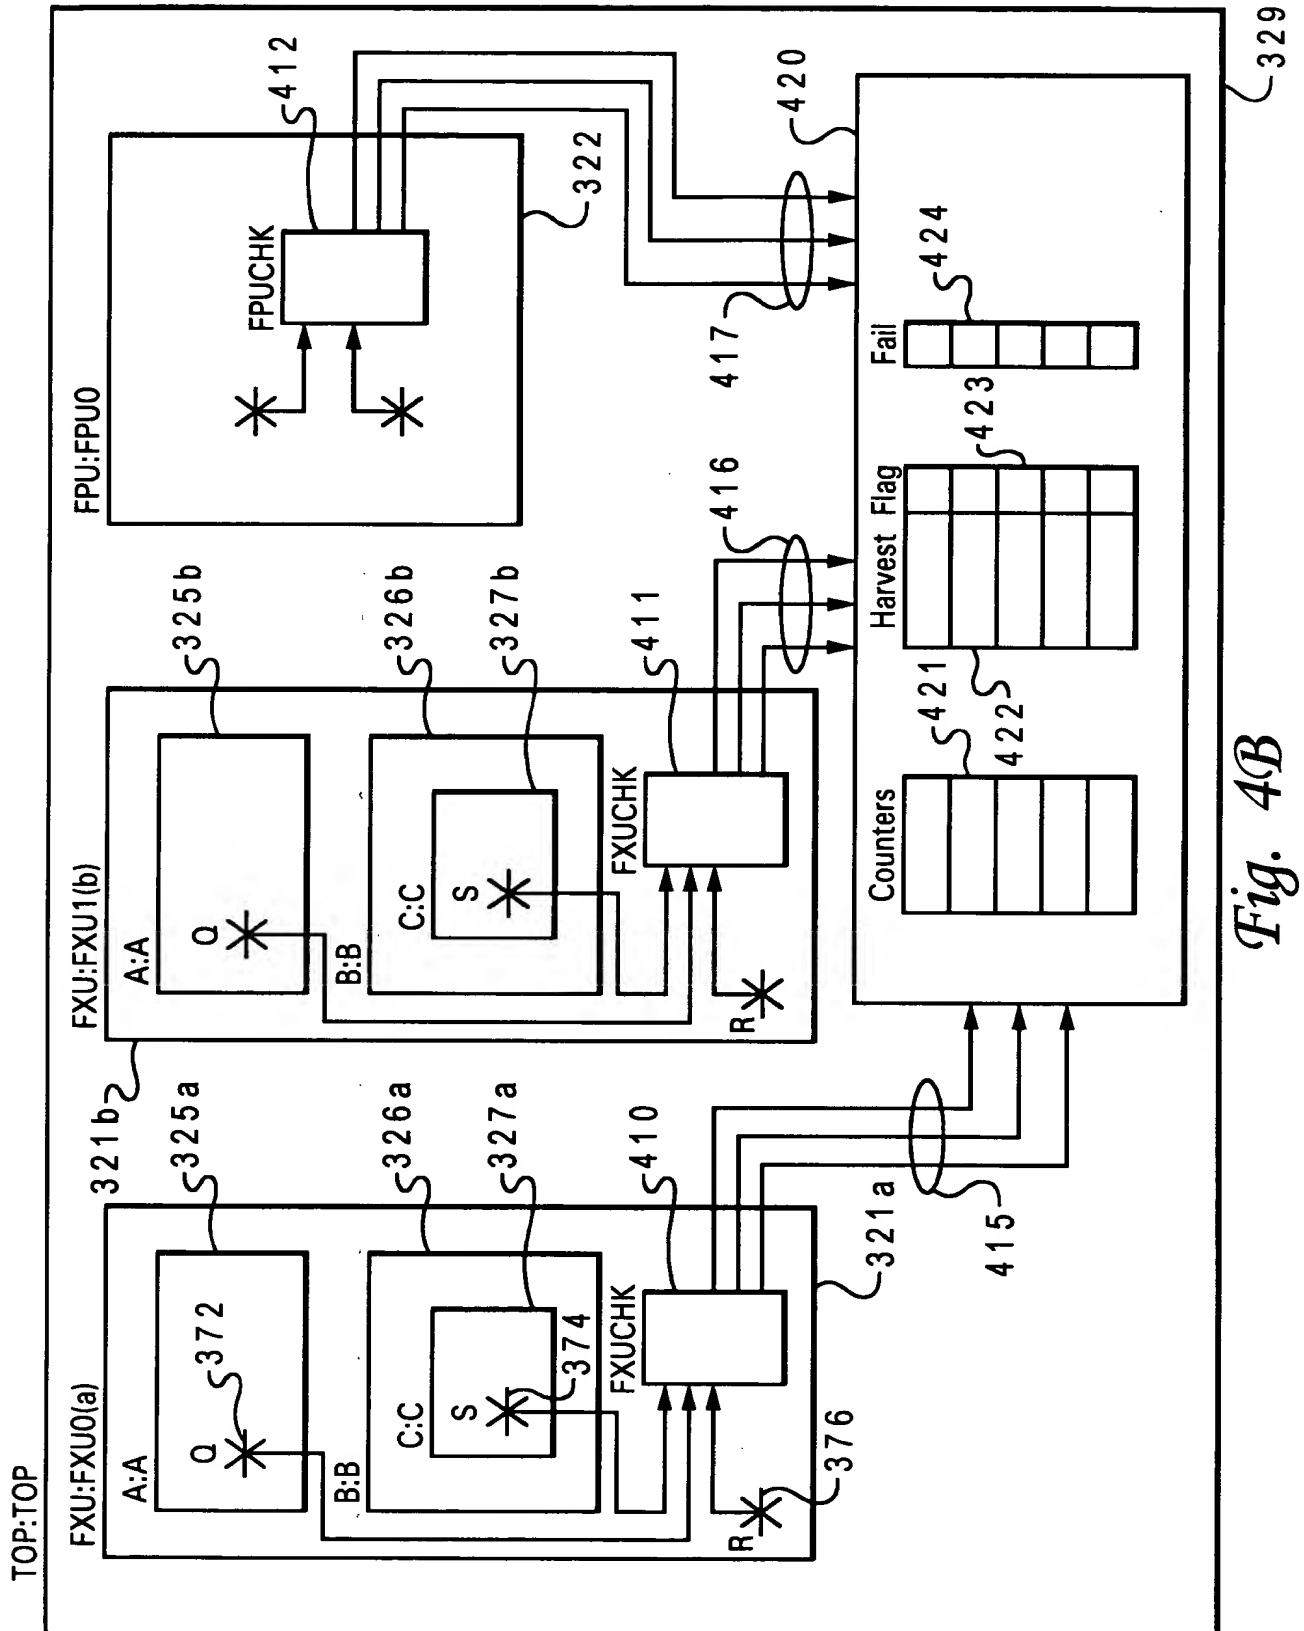 TOP:TOP
FXU:FXU0(a)
A:A
Q
372
325a
B:B
C:C
S
374
326a
327a
FXUCHK
410
R
376
321a
415
321b
FXU:FXU1(b)
A:A
Q
325b
B:B
C:C
S
326b
327b
FXUCHK
411
R
416
FPU:FPU0
FPUCHK
412
322
417
420
Counters
421
422
Harvest Flag
423
Fail
424
329
Fig. 4B